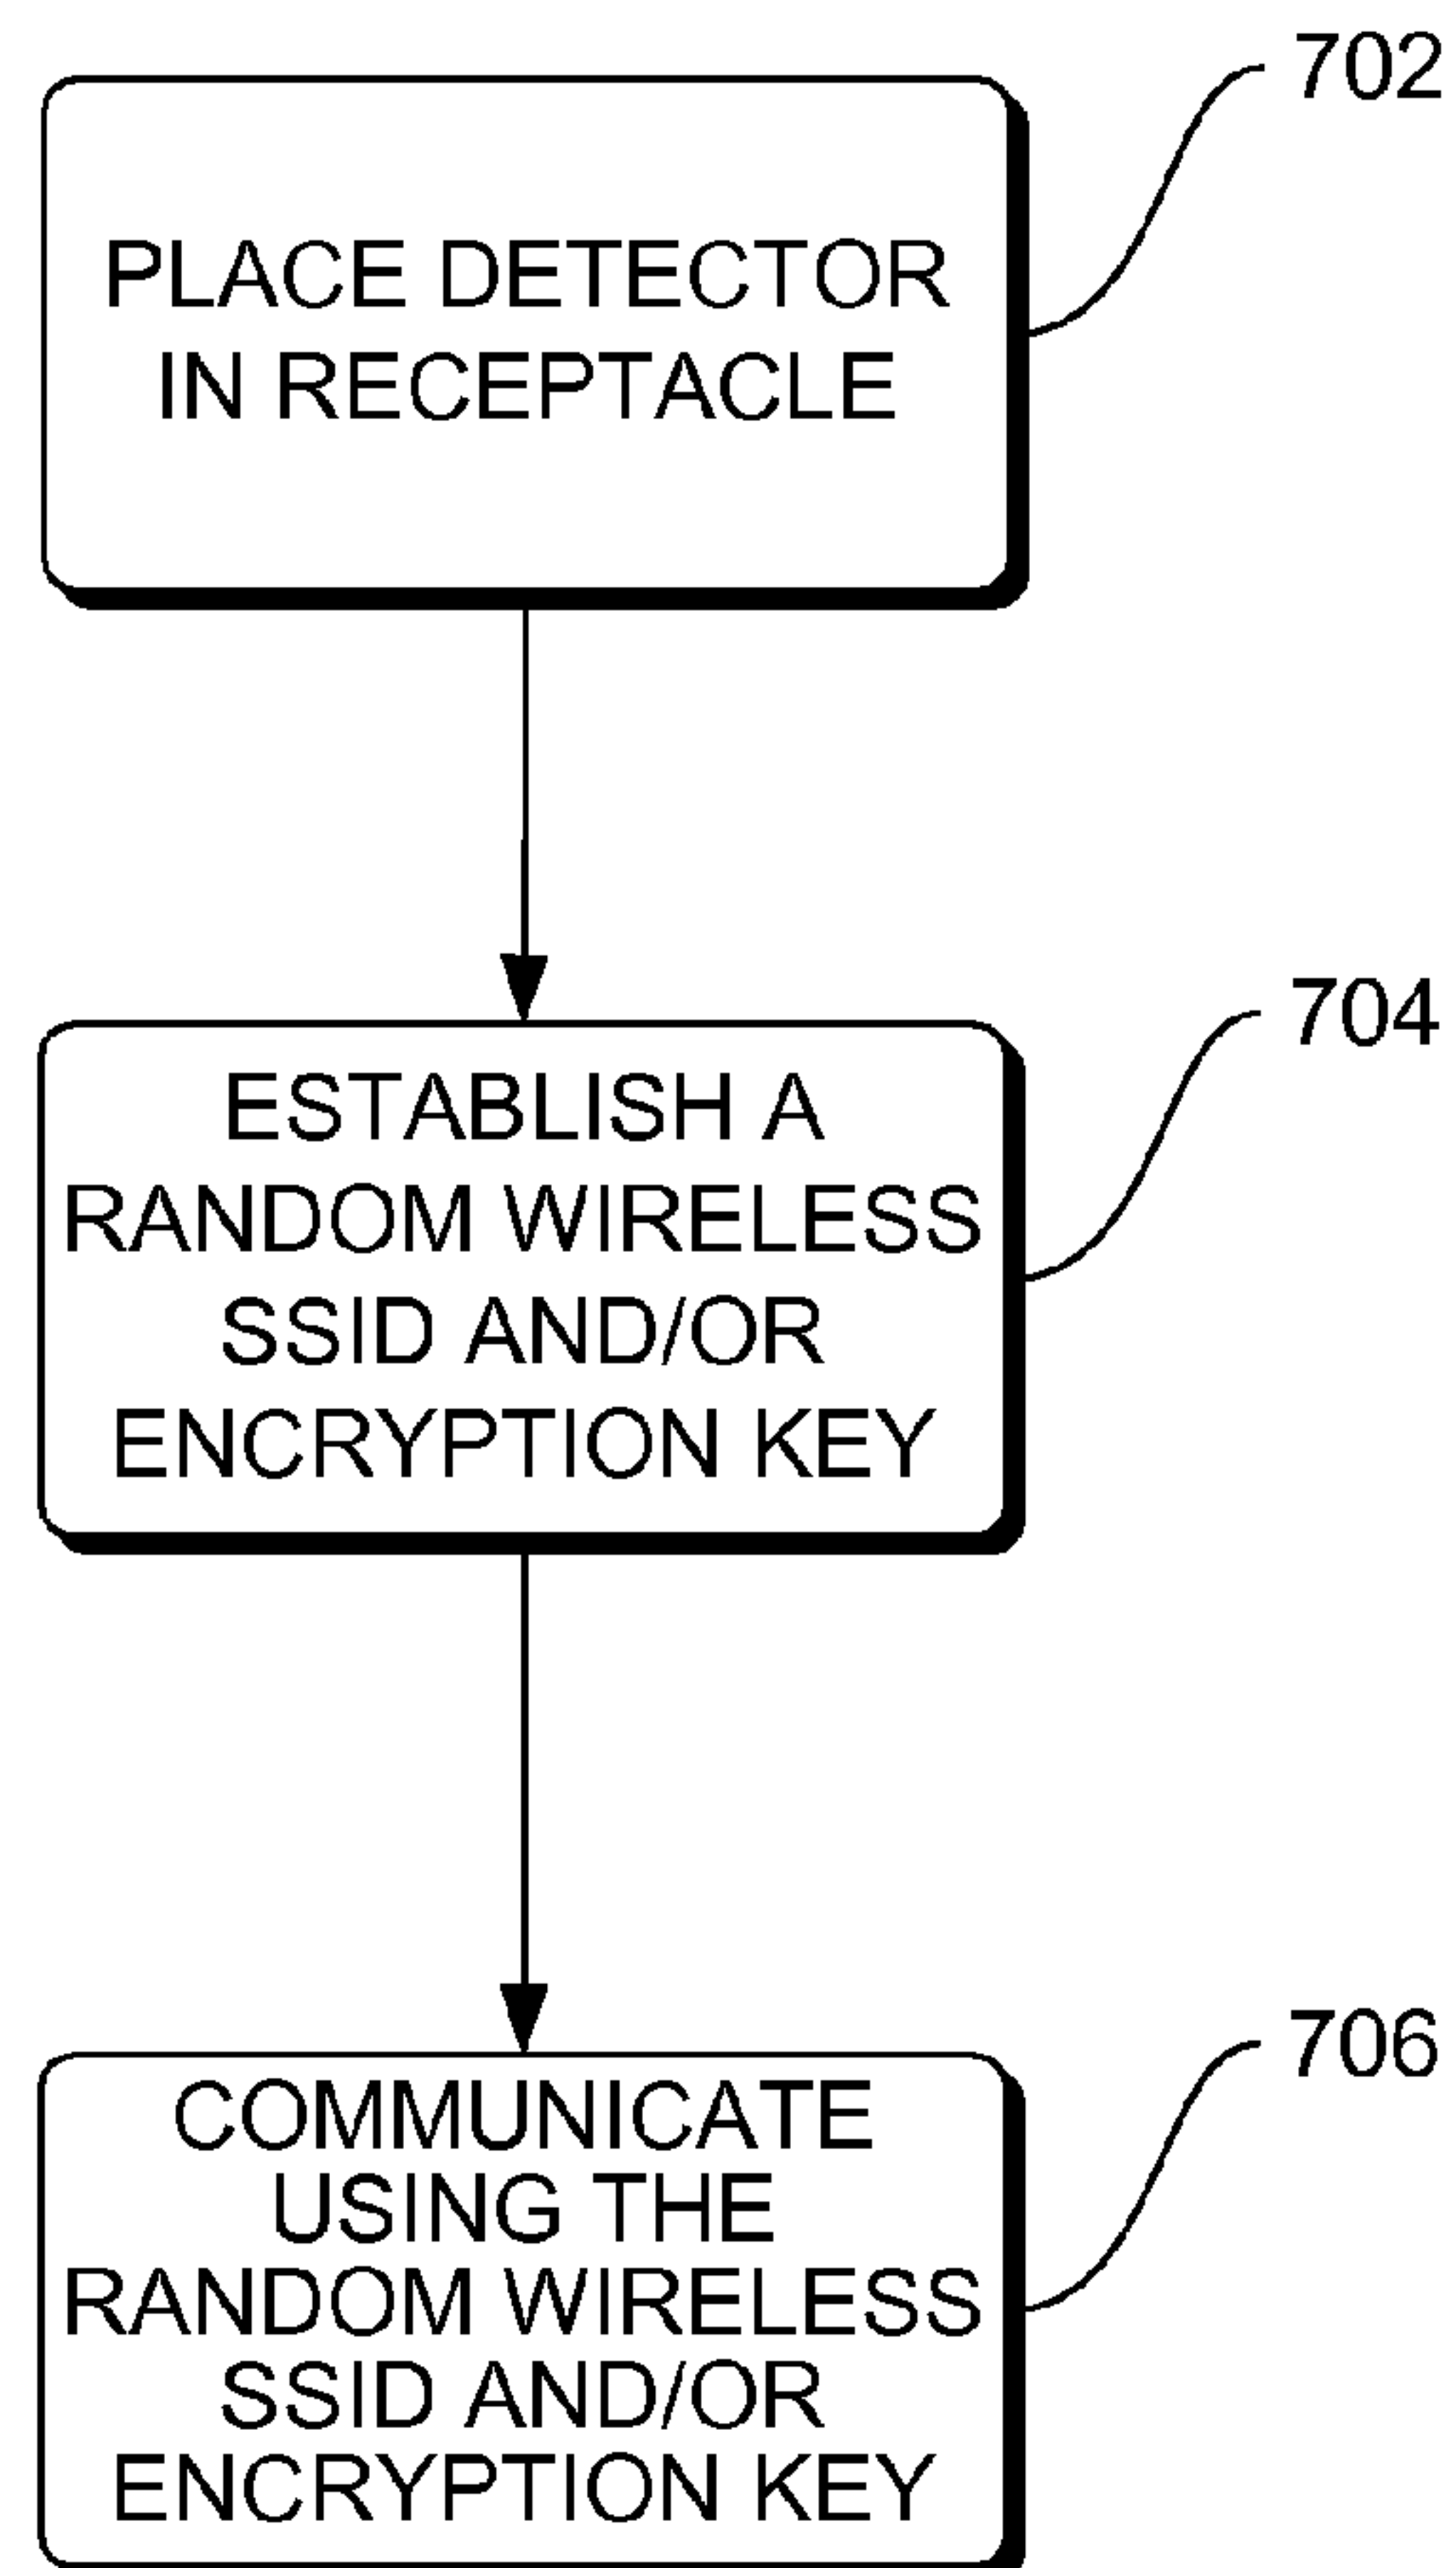 702
PLACE DETECTOR
IN RECEPTACLE
704
ESTABLISH A
RANDOM WIRELESS
SSID AND/OR
ENCRYPTION KEY
706
COMMUNICATE
USING THE
RANDOM WIRELESS
SSID AND/OR
ENCRYPTION KEY